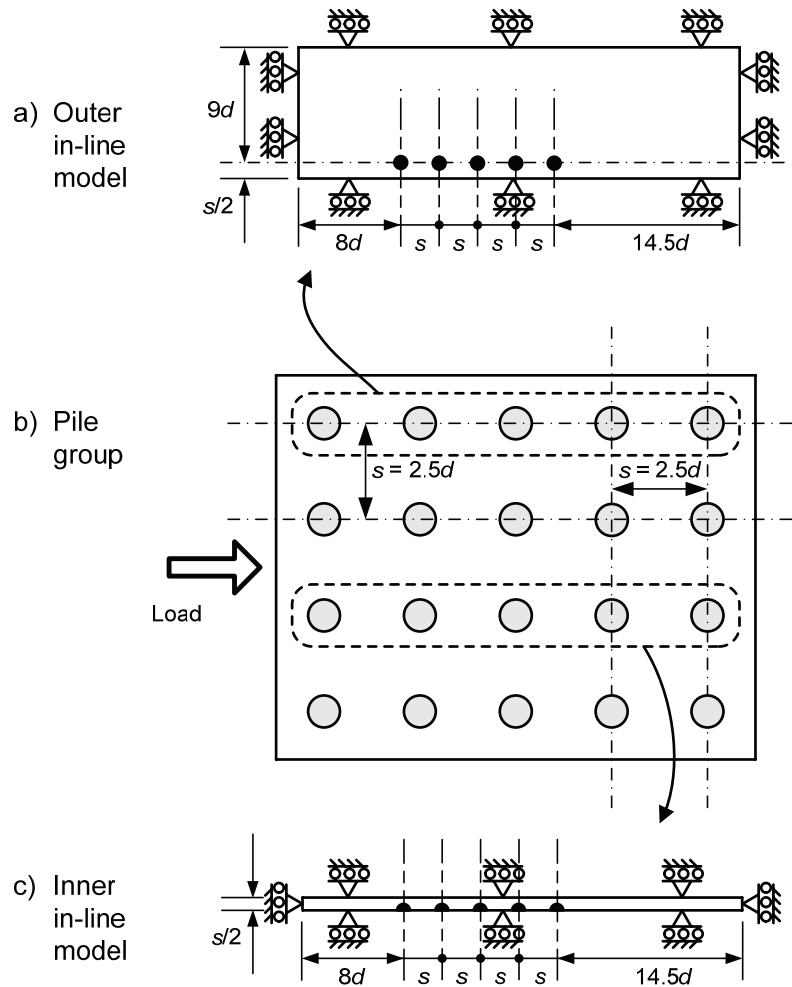 a) Outer
in-line
model
9d
s/2
8d
s s s s
14.5d
b) Pile
group
s = 2.5d
s = 2.5d
Load
c) Inner
in-line
model
s/2
8d
s s s s
14.5d